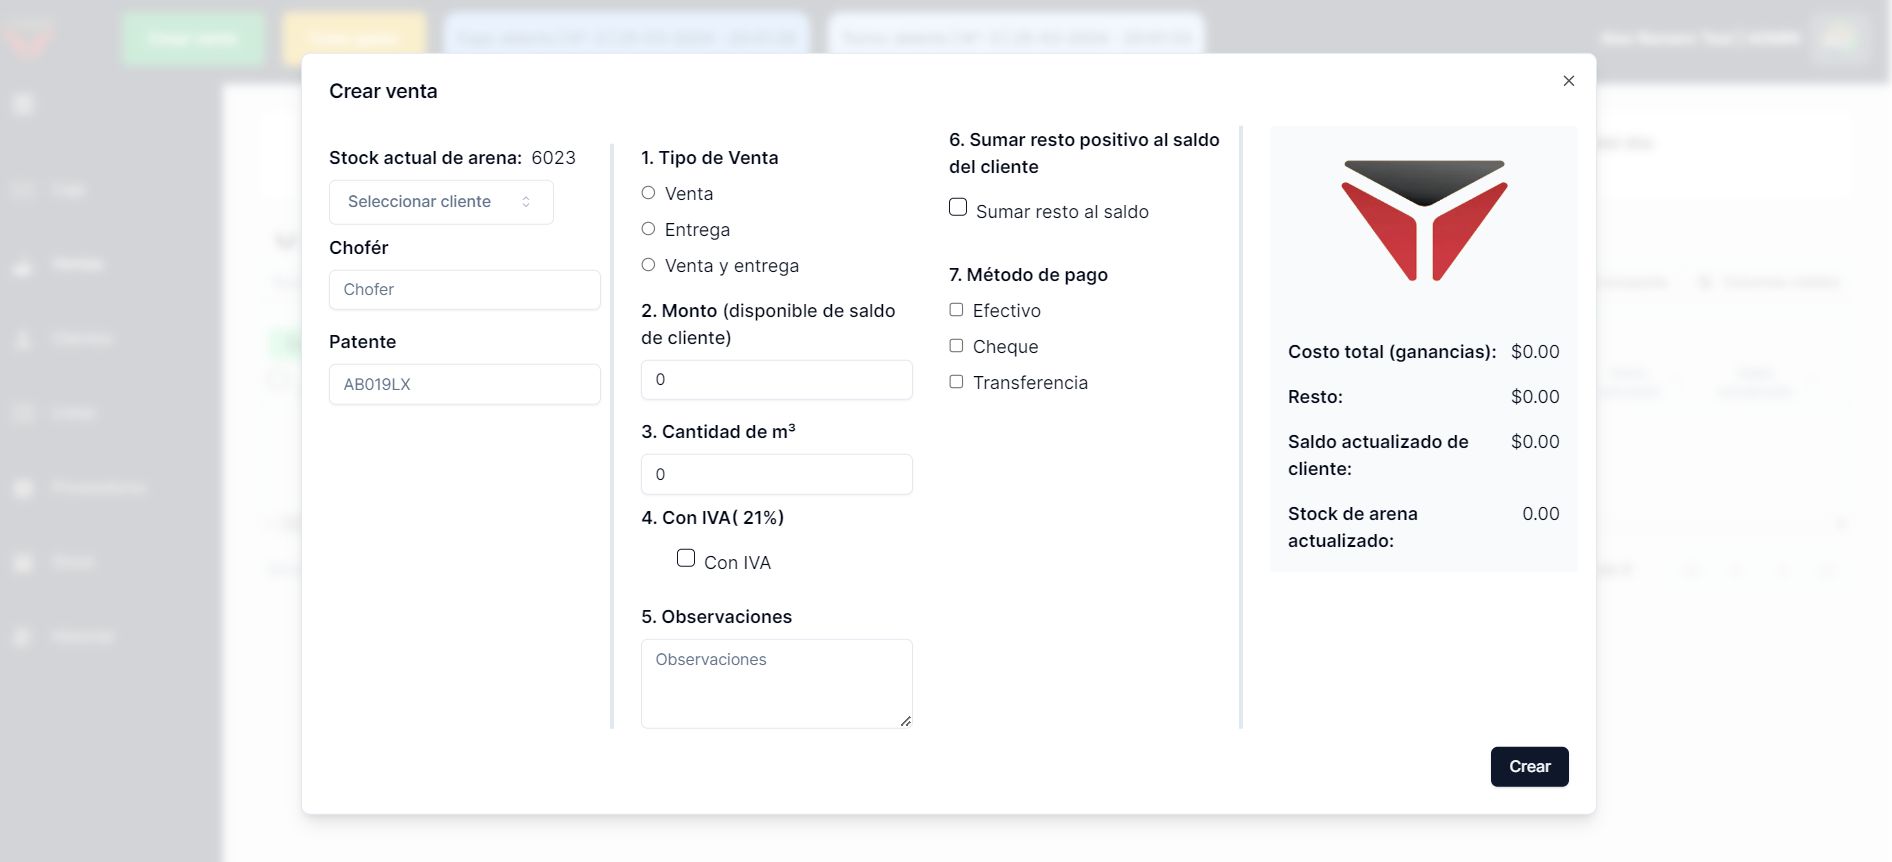 Crear venta
Stock actual de arena: 6023
Seleccionar cliente
Chofér
Chofer
Patente
AB019LX
1. Tipo de Venta
Venta
Entrega
Venta y entrega
2. Monto (disponible de saldo
de cliente)
0
3. Cantidad de m³
0
4. Con IVA( 21%)
Con IVA
5. Observaciones
Observaciones
6. Sumar resto positivo al saldo
del cliente
Sumar resto al saldo
7. Método de pago
Efectivo
Cheque
Transferencia
Costo total (ganancias): $0.00
Resto: $0.00
Saldo actualizado de $0.00
cliente:
Stock de arena 0.00
actualizado:
Crear